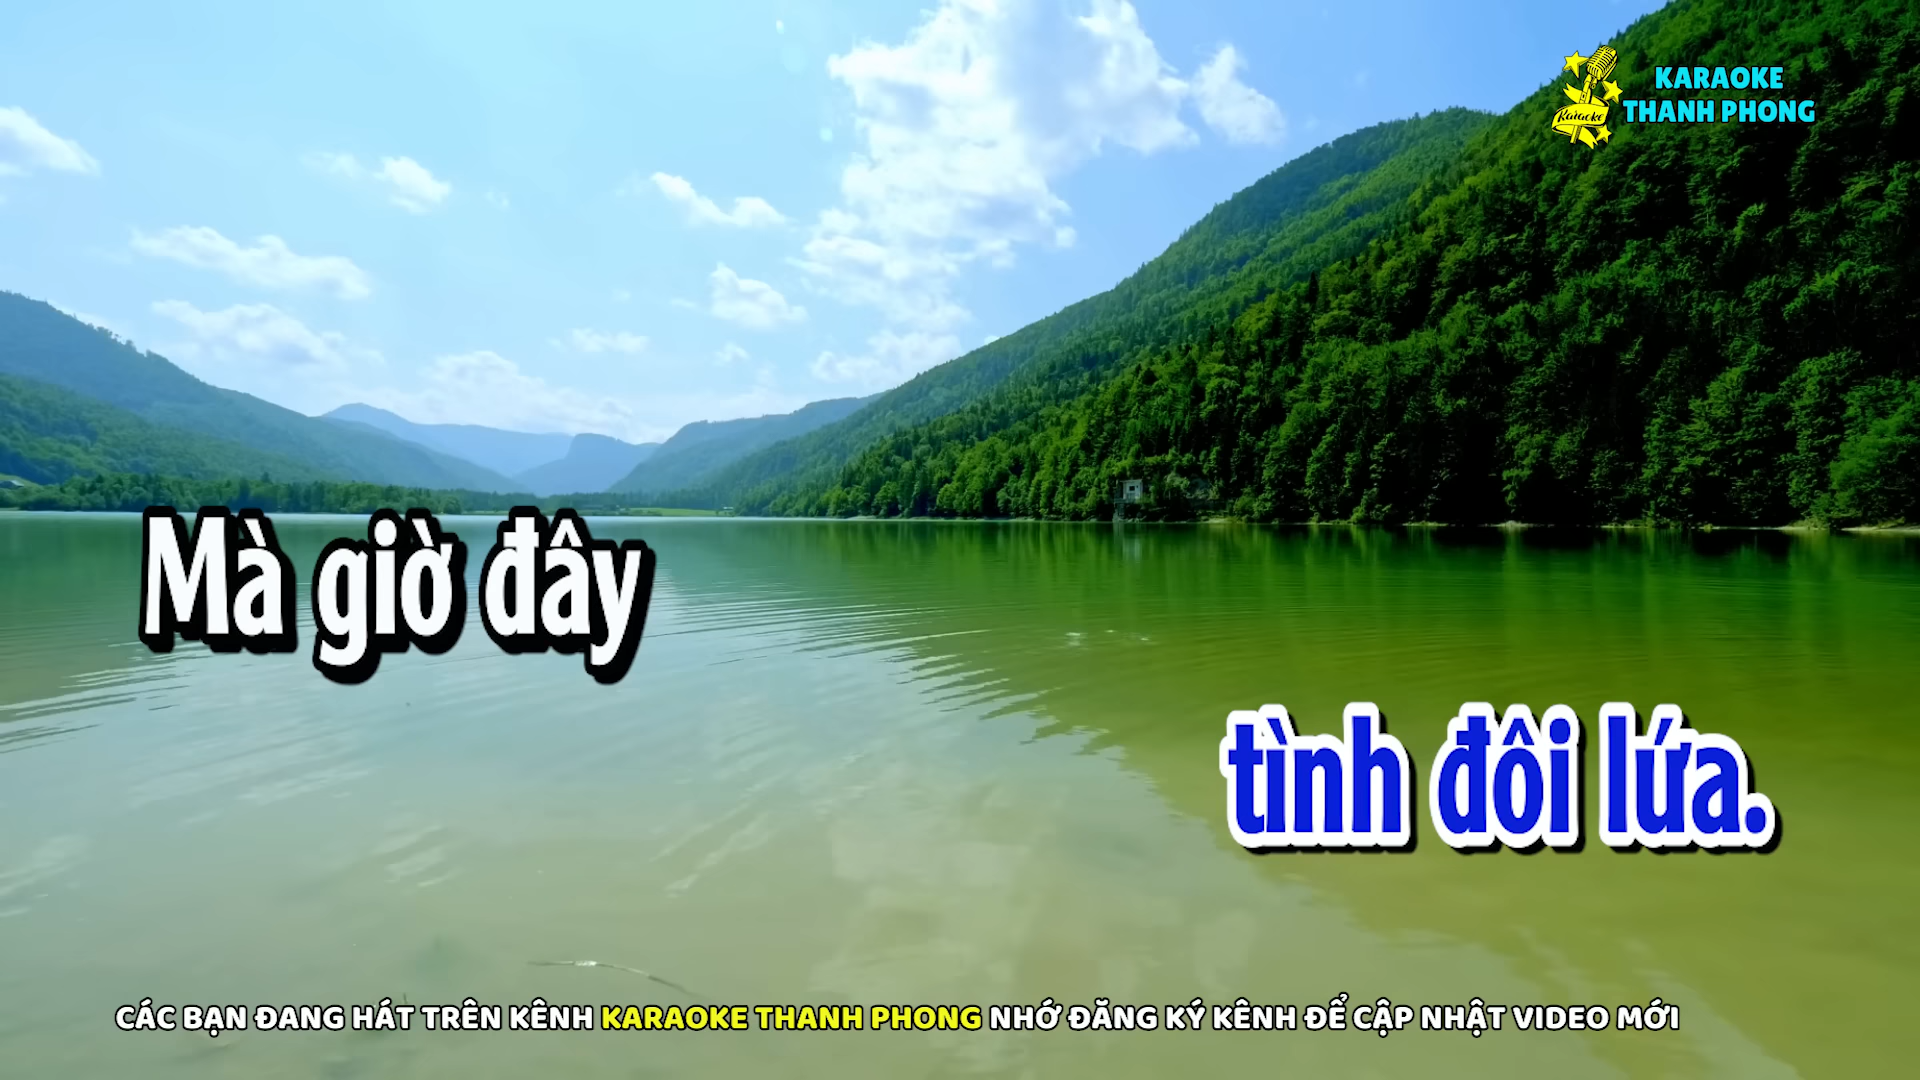 KARAOKE
THANH PHONG
Karaoke
Mà giờ đây
tình đôi lứa.
CÁC BẠN ĐANG HÁT TRÊN KÊNH KARAOKE THANH PHONG NHỚ ĐĂNG KÝ KÊNH ĐỂ CẬP NHẬT VIDEO MỚI